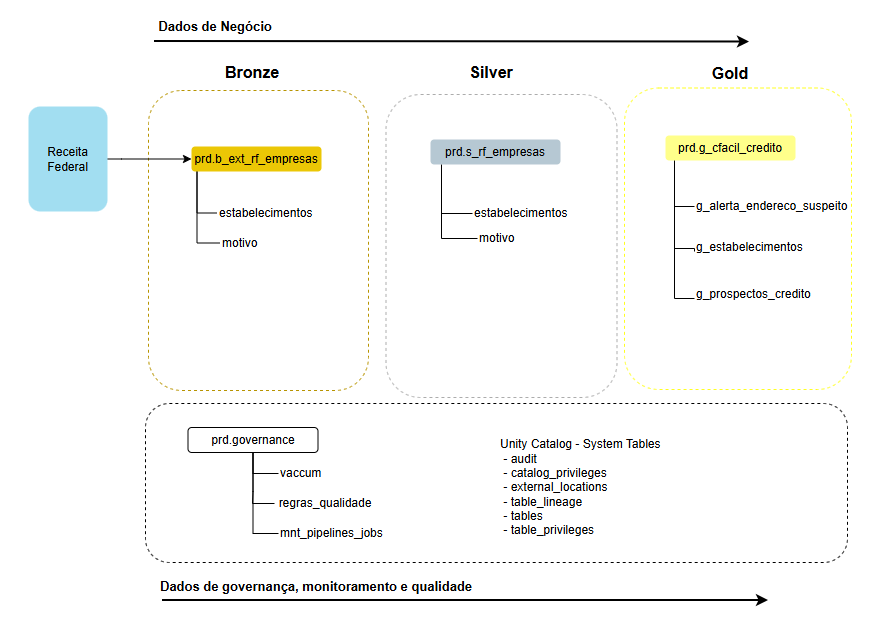 Dados de Negócio
Bronze
Silver
Gold
Receita
Federal
prd.b_ext_rf_empresas
estabelecimentos
motivo
prd.s_rf_empresas
estabelecimentos
motivo
prd.g_cfacil_credito
g_alerta_endereco_suspeito
g_estabelecimentos
g_prospectos_credito
prd.governance
vaccum
regras_qualidade
mnt_pipelines_jobs
Unity Catalog - System Tables
- audit
- catalog_privileges
- external_locations
- table_lineage
- tables
- table_privileges
Dados de governança, monitoramento e qualidade